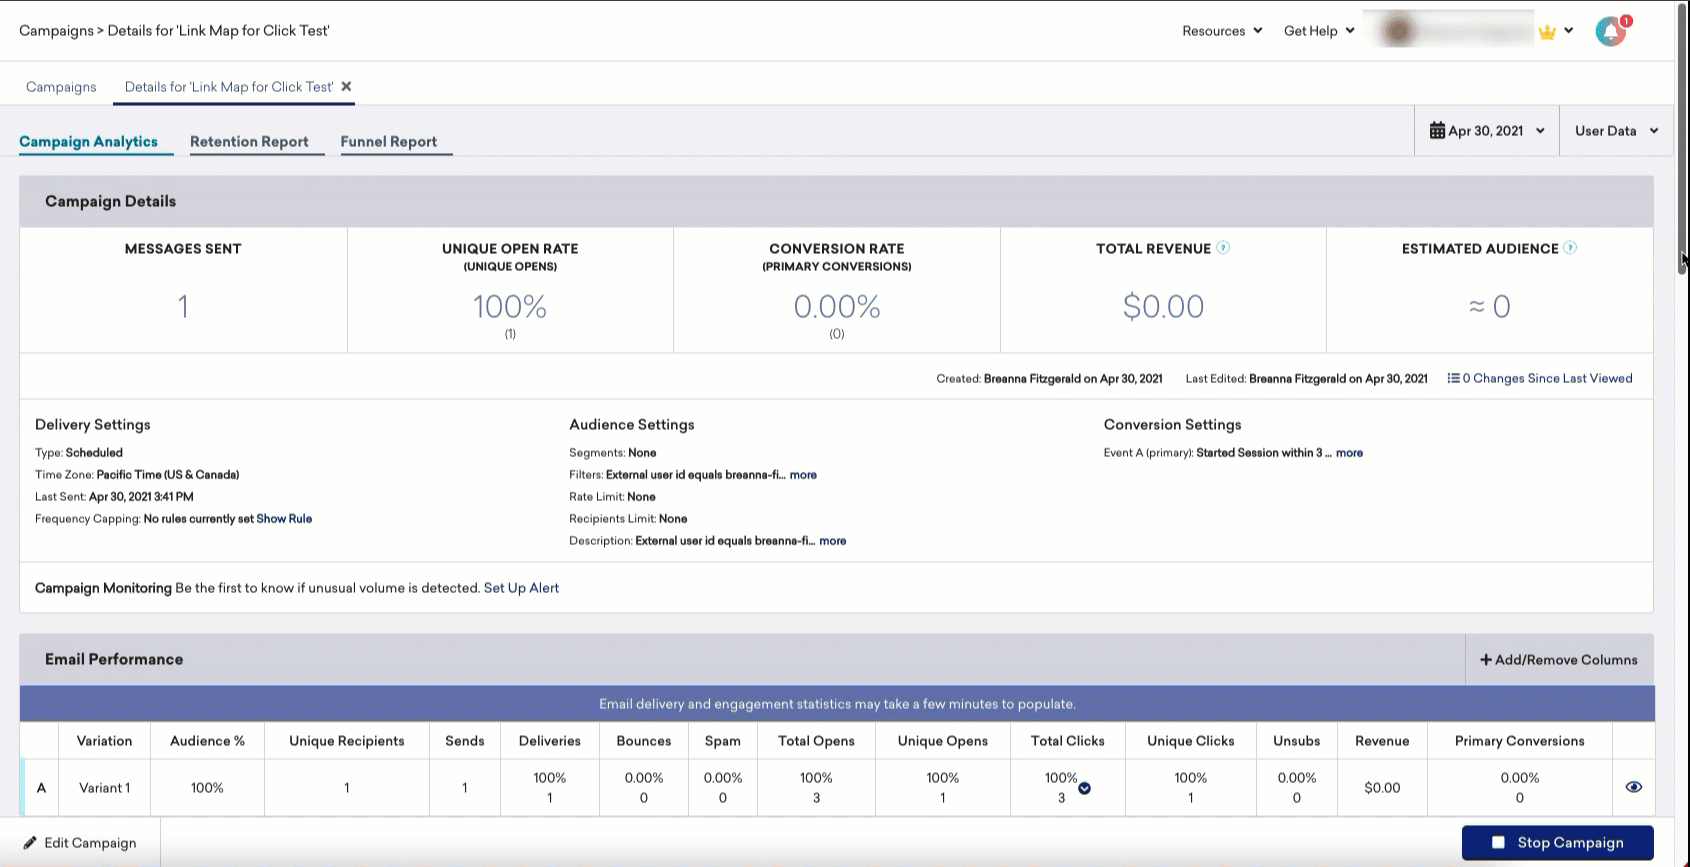 Campaigns > Details for 'Link Map for Click Test'
Resources
Get Help
1
Campaigns
Details for 'Link Map for Click Test'
Campaign Analytics
Retention Report
Funnel Report
Apr 30, 2021
User Data
Campaign Details
MESSAGES SENT
1
UNIQUE OPEN RATE
(UNIQUE OPENS)
100%
(1)
CONVERSION RATE
(PRIMARY CONVERSIONS)
0.00%
(0)
TOTAL REVENUE ?
$0.00
ESTIMATED AUDIENCE ?
≈ 0
Created: Breanna Fitzgerald on Apr 30, 2021
Last Edited: Breanna Fitzgerald on Apr 30, 2021
0 Changes Since Last Viewed
Delivery Settings
Type: Scheduled
Time Zone: Pacific Time (US & Canada)
Last Sent: Apr 30, 2021 3:41 PM
Frequency Capping: No rules currently set Show Rule
Audience Settings
Segments: None
Filters: External user id equals breanna-fi... more
Rate Limit: None
Recipients Limit: None
Description: External user id equals breanna-fi... more
Conversion Settings
Event A (primary): Started Session within 3 ... more
Campaign Monitoring Be the first to know if unusual volume is detected. Set Up Alert
Email Performance
+ Add/Remove Columns
Email delivery and engagement statistics may take a few minutes to populate.
Variation Audience % Unique Recipients Sends Deliveries Bounces Spam Total Opens Unique Opens Total Clicks Unique Clicks Unsubs Revenue Primary Conversions
100% 0.00% 0.00% 100% 100% 100% 100% 0.00% 0.00%
A Variant 1 100% 1 1 $0.00
1 0 0 3 1 3 1 0 0
Edit Campaign
Stop Campaign